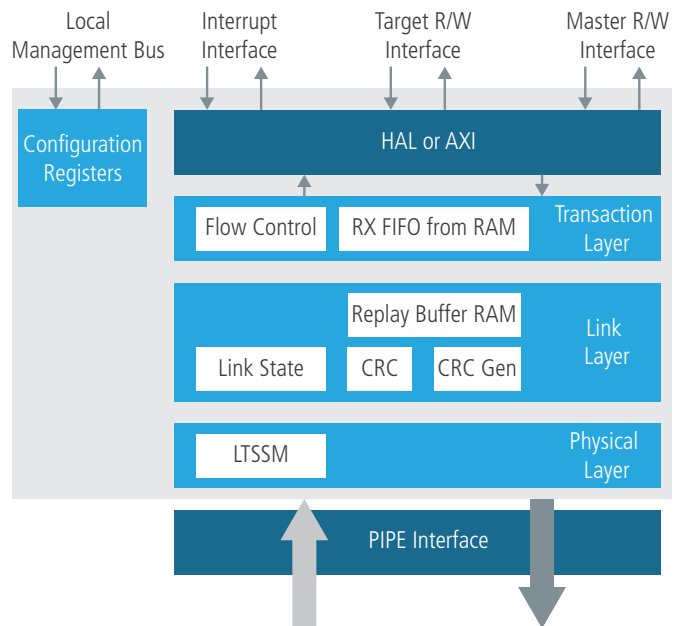 Local
Management Bus
Interrupt
Interface
Target R/W
Interface
Master R/W
Interface
Configuration
Registers
HAL or AXI
Flow Control
RX FIFO from RAM
Transaction
Layer
Replay Buffer RAM
Link State
CRC
CRC Gen
Link
Layer
LTSSM
Physical
Layer
PIPE Interface